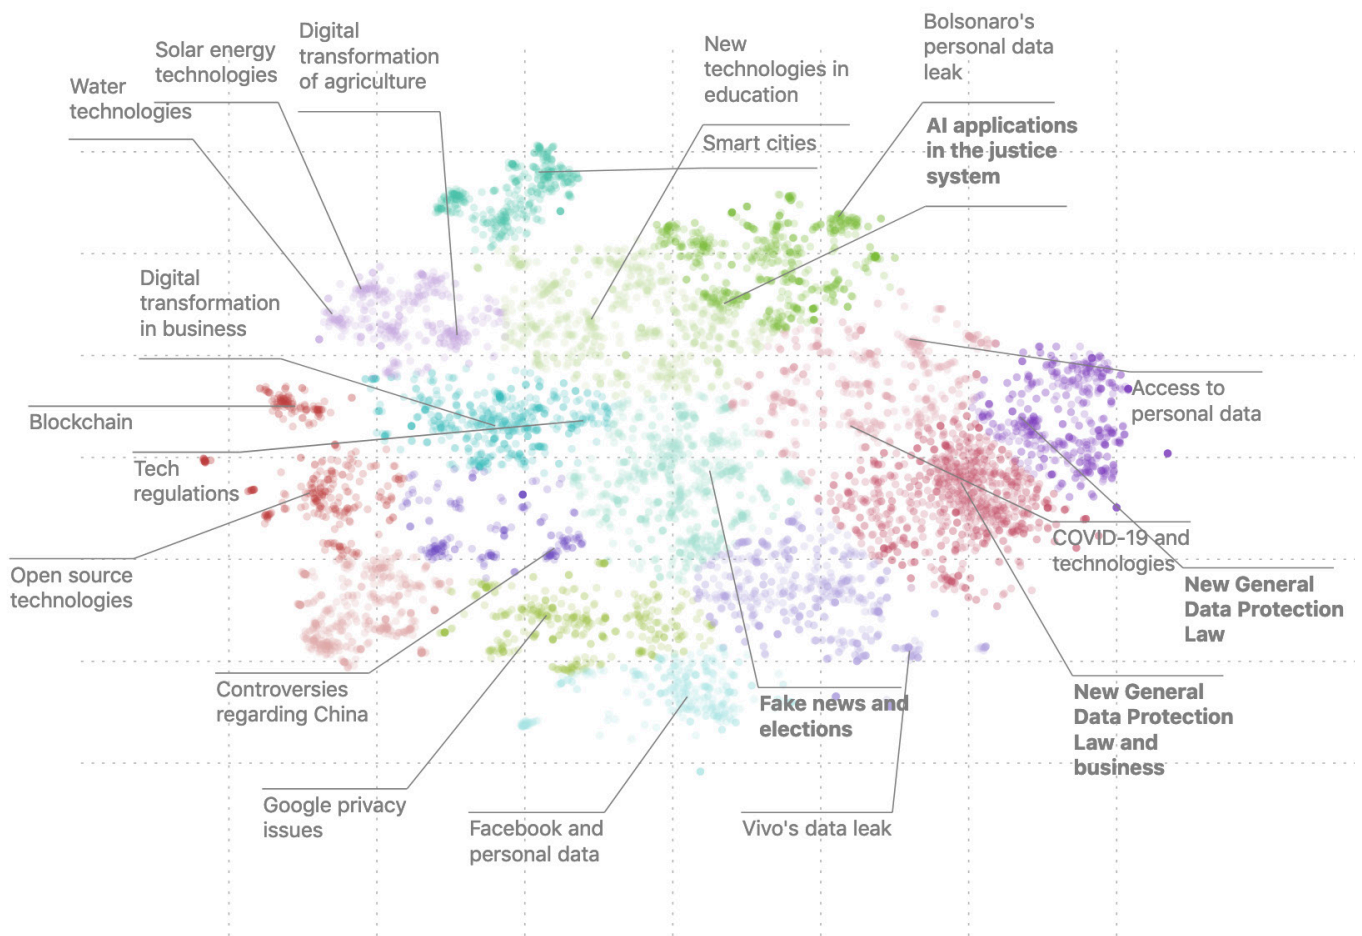 Bolsonaro's
personal data
leak
Digital
transformation
of agriculture
Solar energy
technologies
New
technologies in
education
Water
technologies
AI applications
in the justice
system
Smart cities
Digital
transformation
in business
Access to
personal data
Blockchain
Tech
regulations
COVID-19 and
technologies
Open source
technologies
New General
Data Protection
Law
Controversies
regarding China
New General
Data Protection
Law and
business
Fake news and
elections
Google privacy
issues
Facebook and
personal data
Vivo's data leak